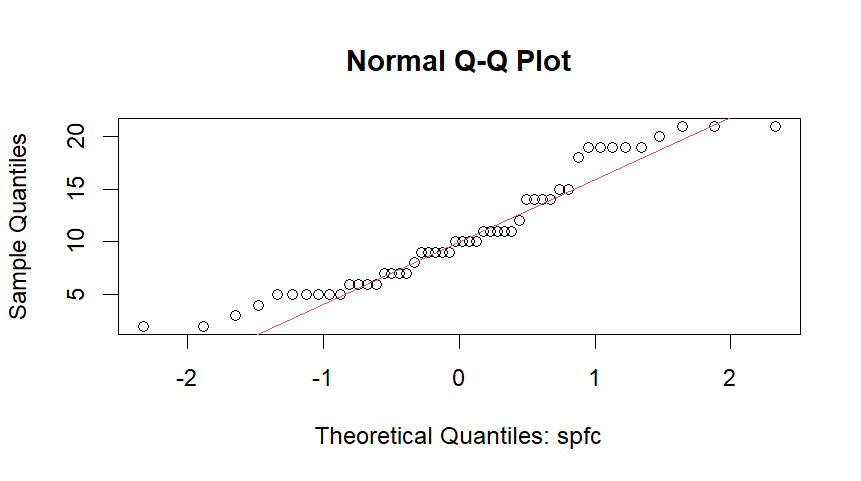 Normal Q-Q Plot
Sample Quantiles
20
15
10
5
-2 -1 0 1 2
Theoretical Quantiles: spfc